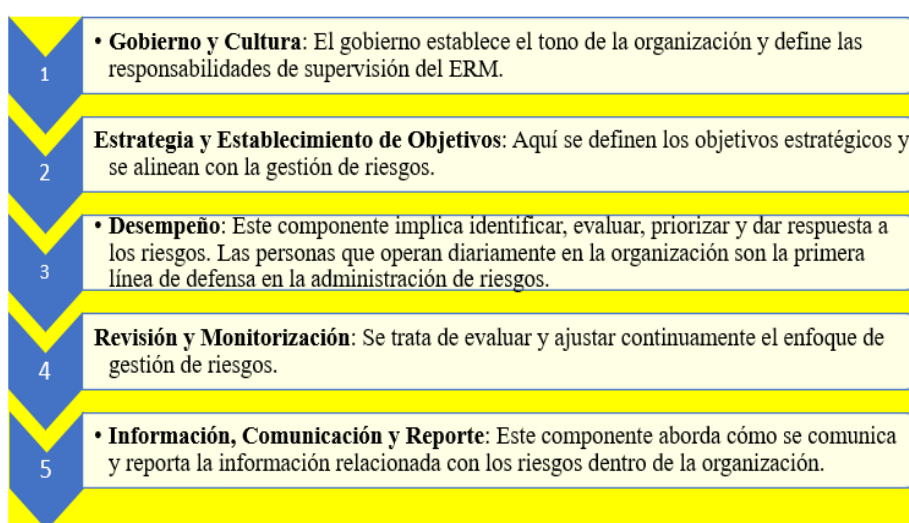 1
• Gobierno y Cultura: El gobierno establece el tono de la organización y define las
responsabilidades de supervisión del ERM.
2
Estrategia y Establecimiento de Objetivos: Aquí se definen los objetivos estratégicos y
se alinean con la gestión de riesgos.
3
• Desempeño: Este componente implica identificar, evaluar, priorizar y dar respuesta a
los riesgos. Las personas que operan diariamente en la organización son la primera
línea de defensa en la administración de riesgos.
4
Revisión y Monitorización: Se trata de evaluar y ajustar continuamente el enfoque de
gestión de riesgos.
5
• Información, Comunicación y Reporte: Este componente aborda cómo se comunica
y reporta la información relacionada con los riesgos dentro de la organización.